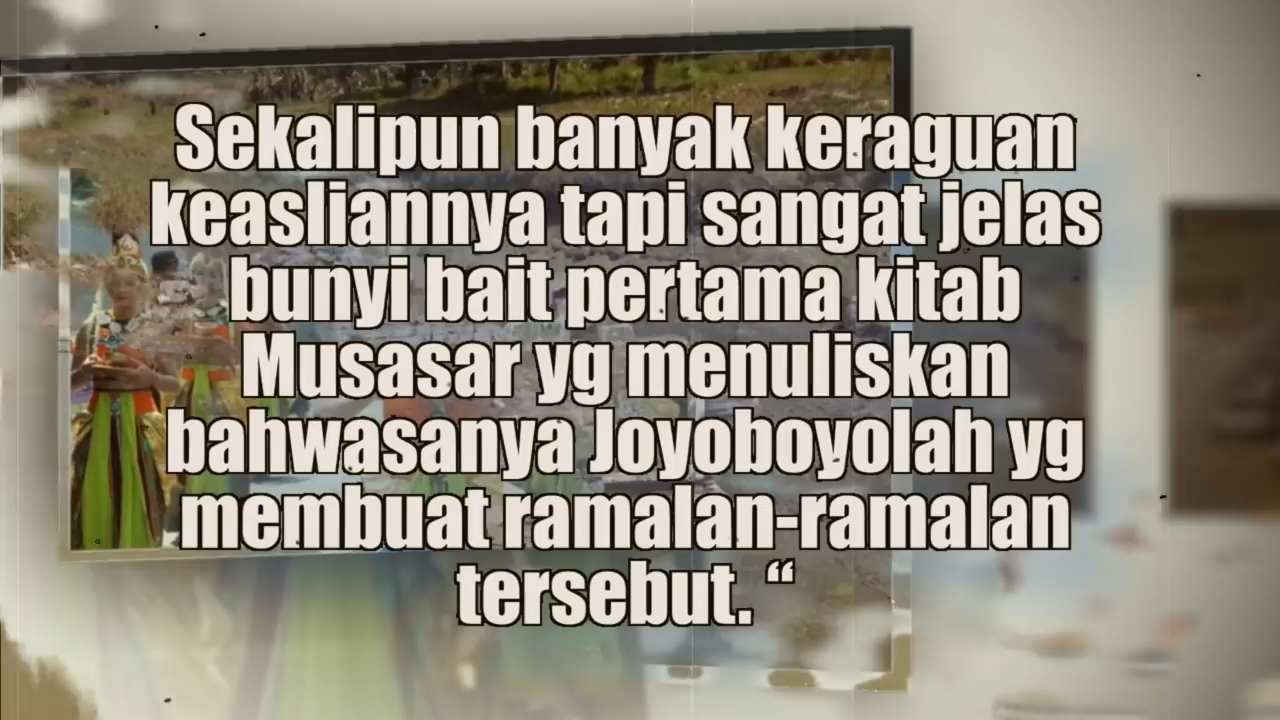 Sekalipun banyak keraguan
keasliannya tapi sangat jelas
bunyi bait pertama kitab
Musasar yg menuliskan
bahwasanya Joyoboyolah yg
membuat ramalan-ramalan
tersebut. “